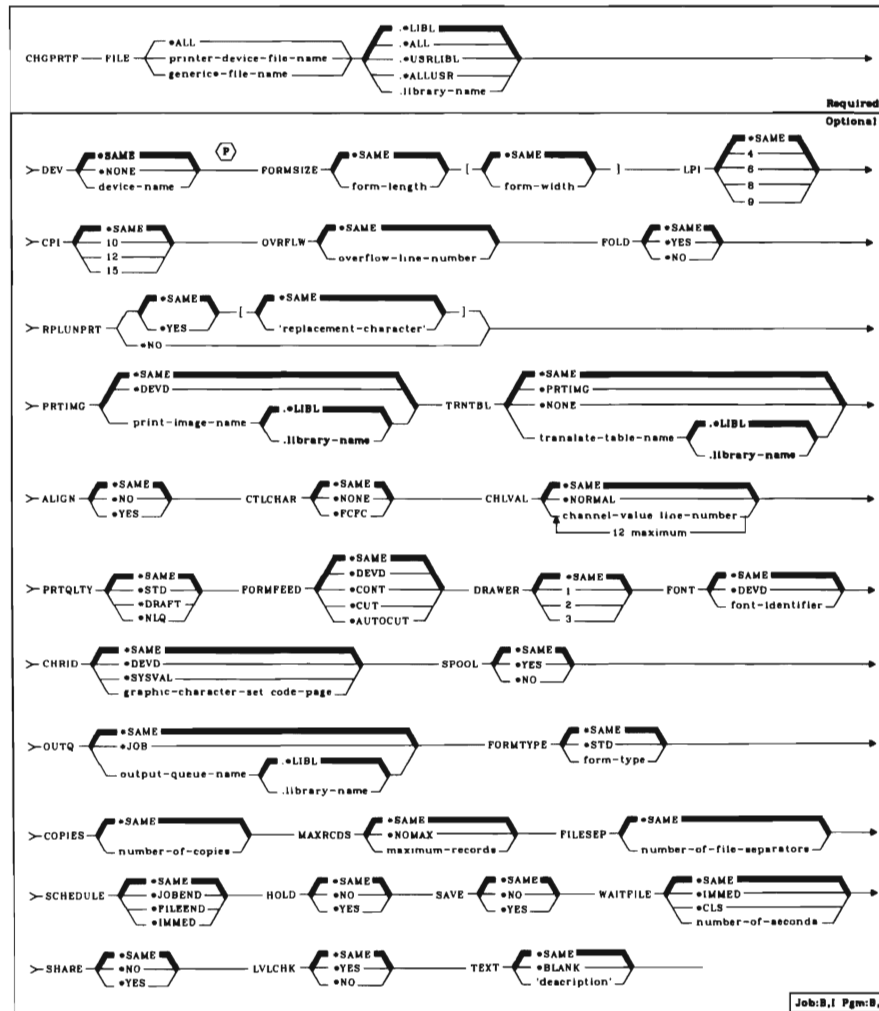 CHGPRTF FILE *ALL .*LIBL
printer-device-file-name .*ALL
generic*-file-name .*USRLIBL
.*ALLUSR
.library-name
Required
Optional
DEV *SAME P FORMSIZE *SAME [ *SAME ] LPI *SAME
*NONE form-length form-width 4
device-name 6
8
9
CPI *SAME OVRFLW *SAME FOLD *SAME
10 overflow-line-number *YES
12 *NO
15
RPLUNPRT *SAME [ *SAME ]
*YES 'replacement-character'
*NO
PRTIMG *SAME TRNTBL *SAME
*DEVD *PRTIMG
print-image-name .*LIBL *NONE
.library-name translate-table-name .*LIBL
.library-name
ALIGN *SAME CTLCHAR *SAME CHLVAL *SAME
*NO *NONE *NORMAL
*YES *FCFC channel-value line-number
12 maximum
PRTQLTY *SAME FORMFEED *SAME DRAWER *SAME FONT *SAME
*STD *DEVD 1 *DEVD
*DRAFT *CONT 2 font-identifier
*NLQ *CUT 3
*AUTOCUT
CHRID *SAME SPOOL *SAME
*DEVD *YES
*SYSVAL *NO
graphic-character-set code-page
OUTQ *SAME FORMTYPE *SAME
*JOB *STD
output-queue-name .*LIBL form-type
.library-name
COPIES *SAME MAXRCDS *SAME FILESEP *SAME
number-of-copies *NOMAX number-of-file-separators
maximum-records
SCHEDULE *SAME HOLD *SAME SAVE *SAME WAITFILE *SAME
*JOBEND *NO *NO *IMMED
*FILEEND *YES *YES *CLS
*IMMED number-of-seconds
SHARE *SAME LVLCHK *SAME TEXT *SAME
*NO *YES *BLANK
*YES *NO 'description'
Job:B,I Pgm:B,